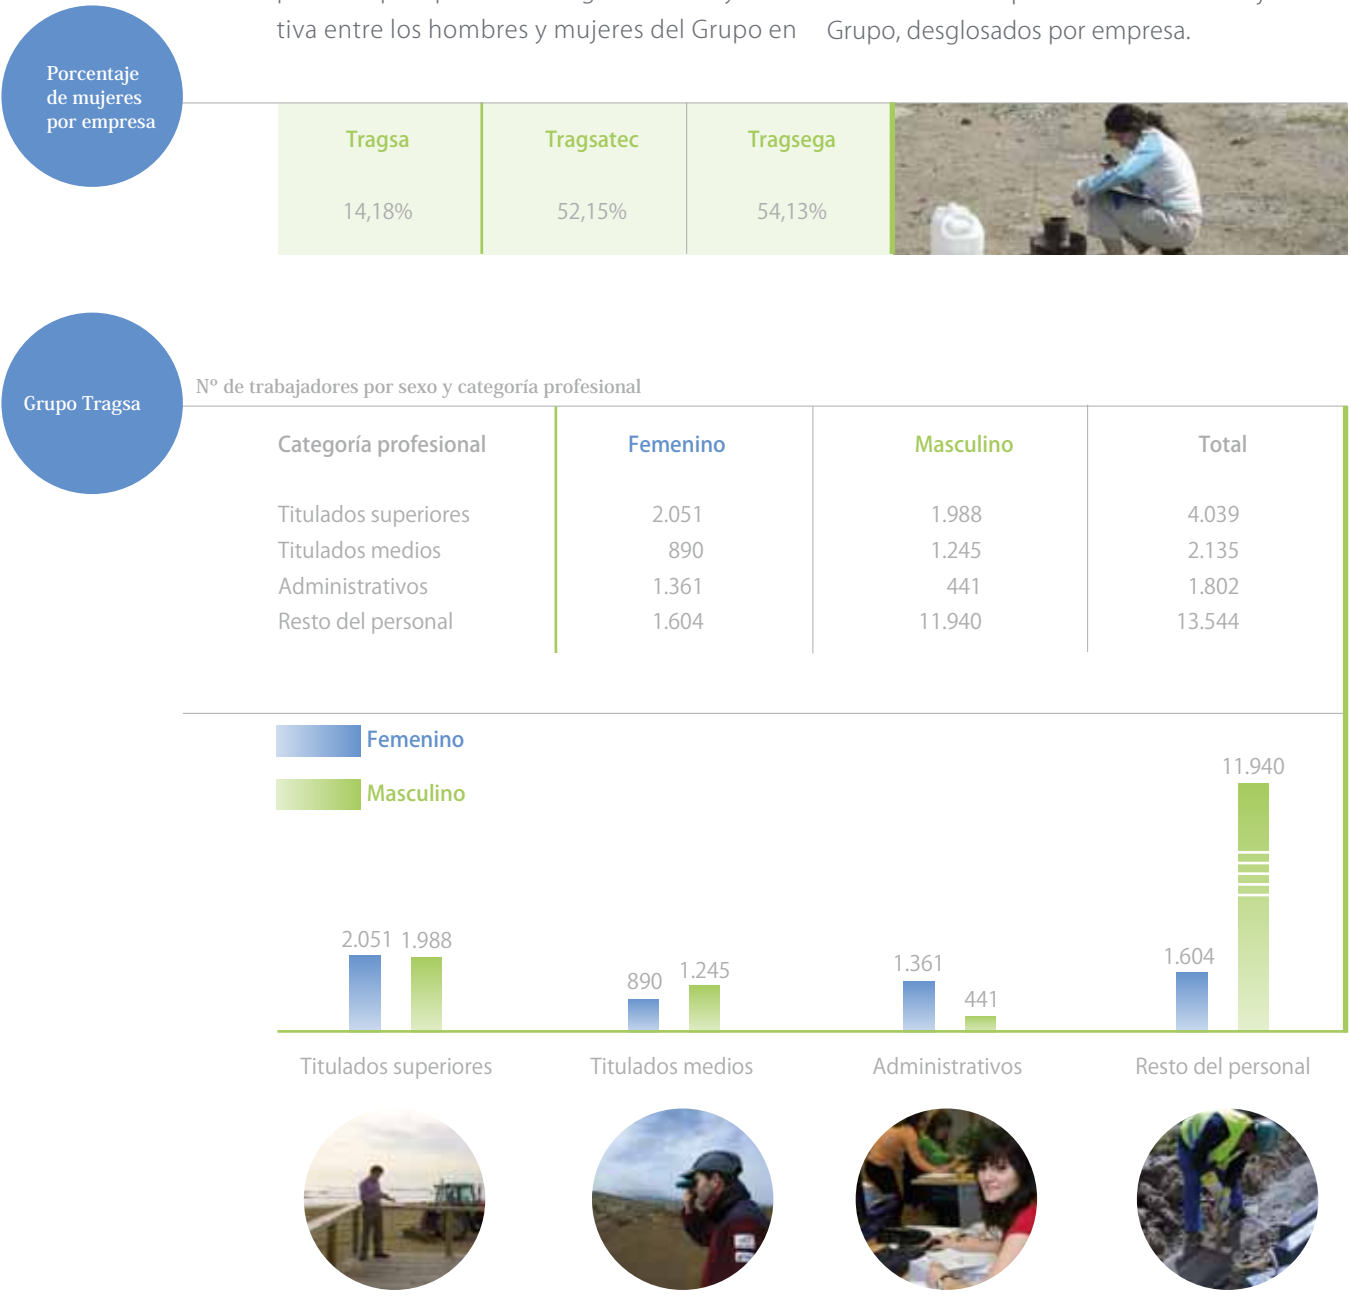 tiva entre los hombres y mujeres del Grupo en
Grupo, desglosados por empresa.
Porcentaje
de mujeres
por empresa
Tragsa Tragsatec Tragsega
14,18% 52,15% 54,13%
Grupo Tragsa
Nº de trabajadores por sexo y categoría profesional
Categoría profesional Femenino Masculino Total
Titulados superiores 2.051 1.988 4.039
Titulados medios 890 1.245 2.135
Administrativos 1.361 441 1.802
Resto del personal 1.604 11.940 13.544
Femenino
Masculino
2.051 1.988
890 1.245
1.361 441
1.604 11.940
Titulados superiores Titulados medios Administrativos Resto del personal